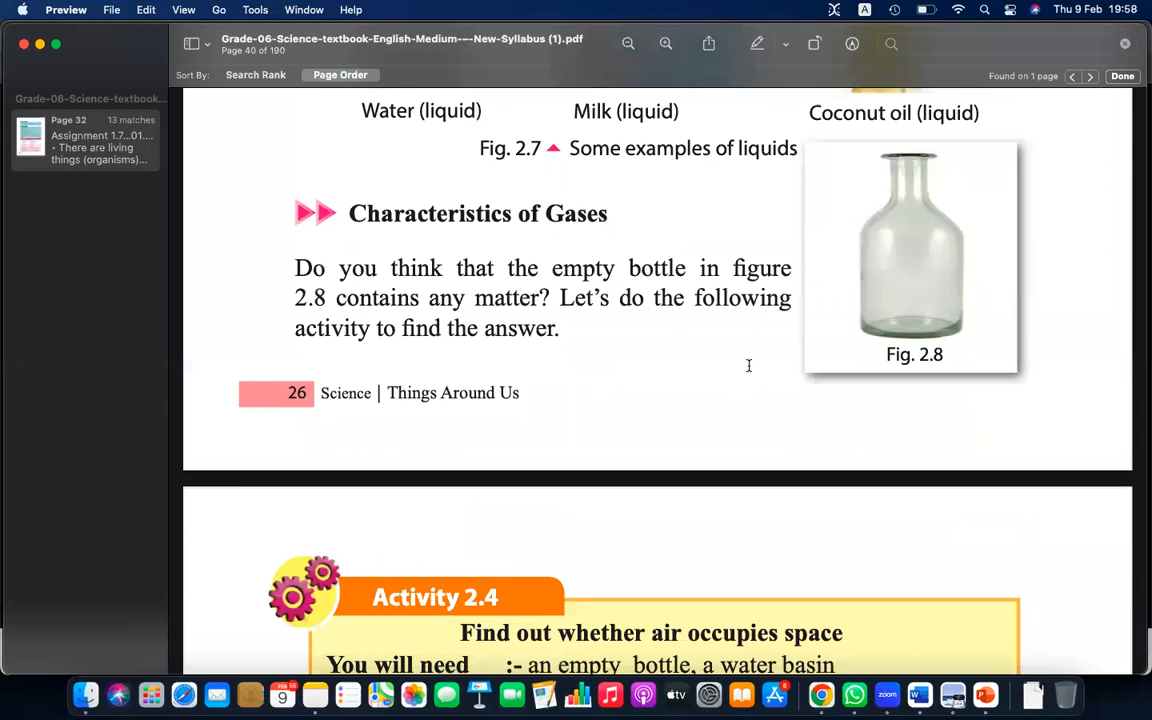 Preview File Edit View Go Tools Window Help
A
Thu 9 Feb 19:58
Grade-06-Science-textbook-English-Medium---New-Syllabus (1).pdf
Page 40 of 190
Sort By: Search Rank Page Order
Found on 1 page
Done
Grade-06-Science-textbook...
Page 32 13 matches
Assignment 1.7...01....
- There are living
things (organisms)...
Water (liquid) Milk (liquid) Coconut oil (liquid)
Fig. 2.7 Some examples of liquids
Characteristics of Gases
Do you think that the empty bottle in figure
2.8 contains any matter? Let’s do the following
activity to find the answer.
Fig. 2.8
26 Science | Things Around Us
Activity 2.4
Find out whether air occupies space
You will need :- an empty bottle, a water basin
FEB
9
tv
zoom
W
P